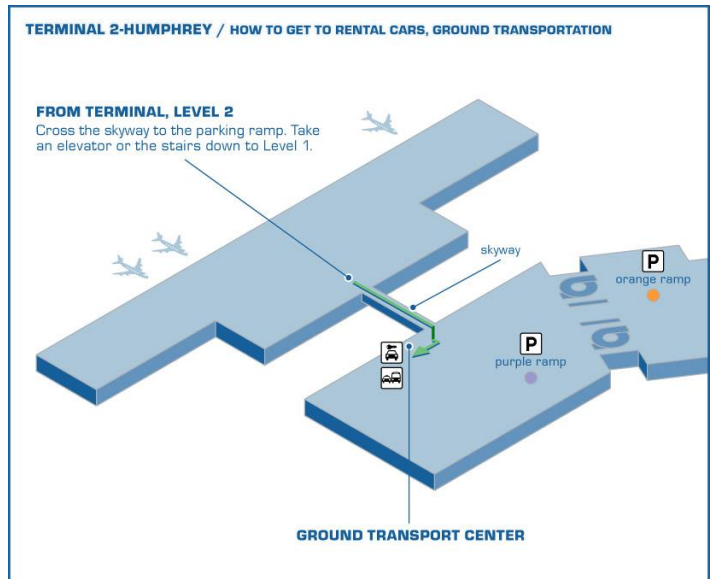 TERMINAL 2-HUMPHREY / HOW TO GET TO RENTAL CARS, GROUND TRANSPORTATION
FROM TERMINAL, LEVEL 2
Cross the skyway to the parking ramp. Take
an elevator or the stairs down to Level 1.
skyway
P
orange ramp
P
purple ramp
GROUND TRANSPORT CENTER